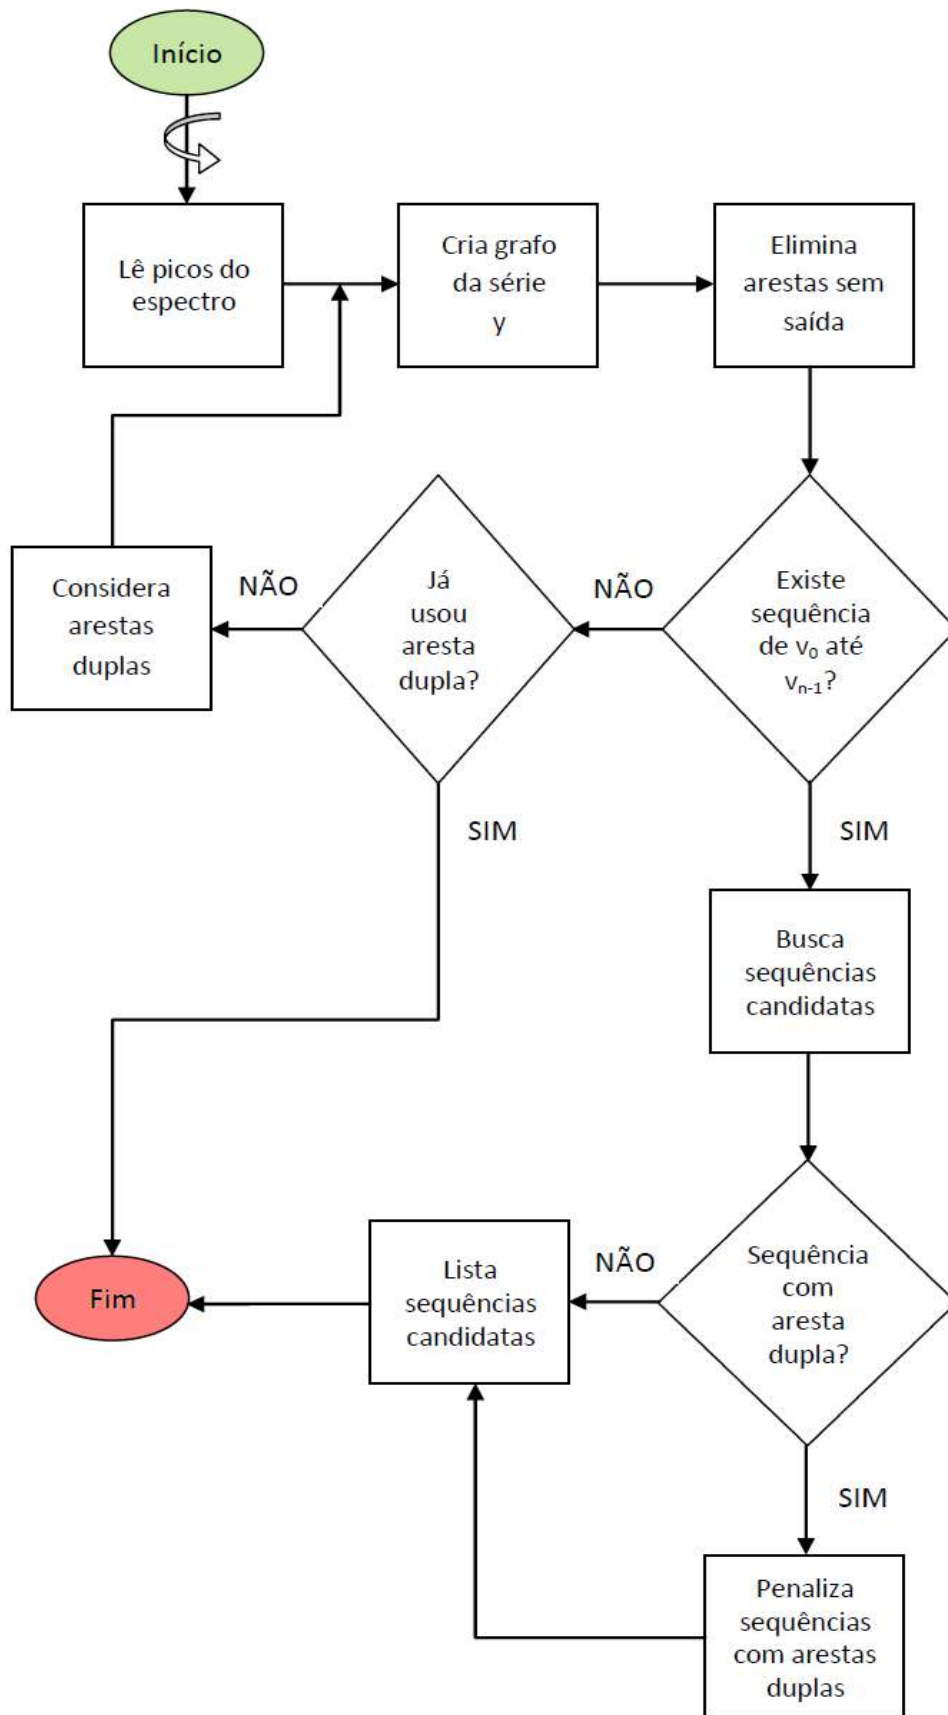 Início
Lê picos do
espectro
Cria grafo
da série
y
Elimina
arestas sem
saída
Considera
arestas
duplas
NÃO
Já
usou
aresta
dupla?
NÃO
Existe
sequência
de v₀ até
vₙ₋₁?
SIM
SIM
Busca
sequências
candidatas
Fim
Lista
sequências
candidatas
NÃO
Sequência
com
aresta
dupla?
SIM
Penaliza
sequências
com arestas
duplas